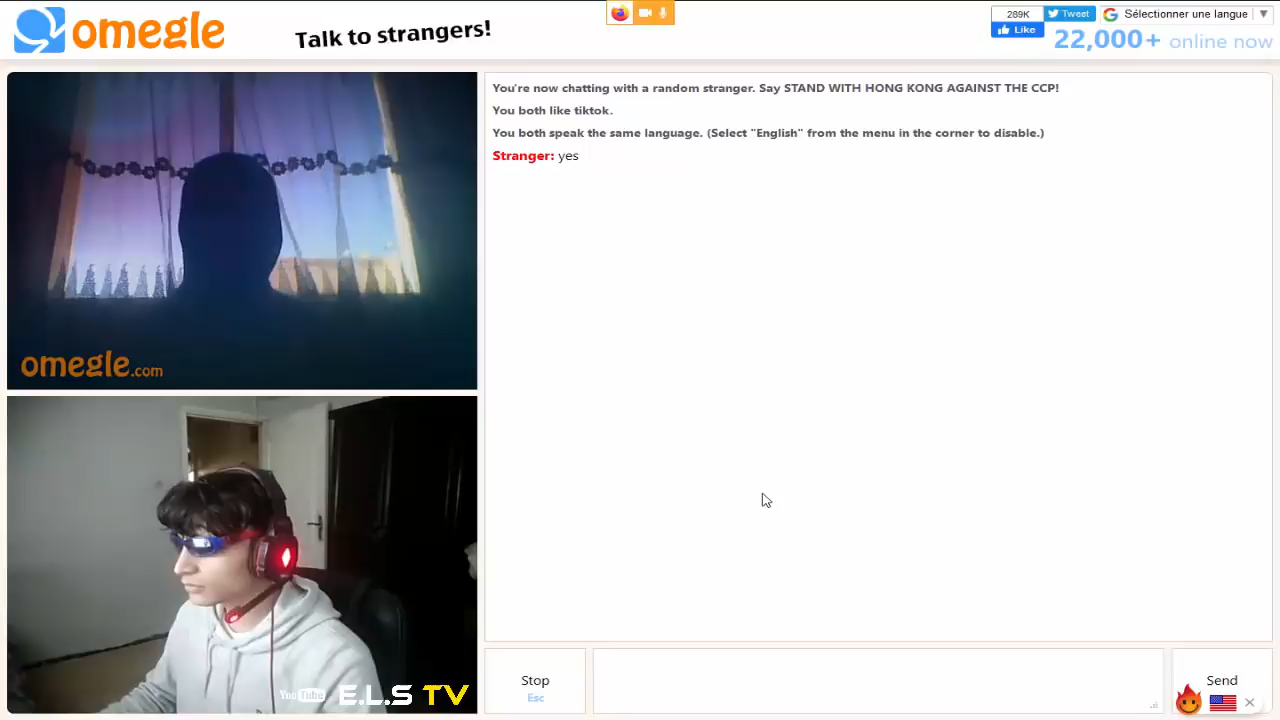 omegle
Talk to strangers!
289K
Tweet
Like
Sélectionner une langue ▼
22,000+ online now
You're now chatting with a random stranger. Say STAND WITH HONG KONG AGAINST THE CCP!
You both like tiktok.
You both speak the same language. (Select "English" from the menu in the corner to disable.)
Stranger: yes
omegle.com
YouTube E.L.S TV
Stop
Esc
Send